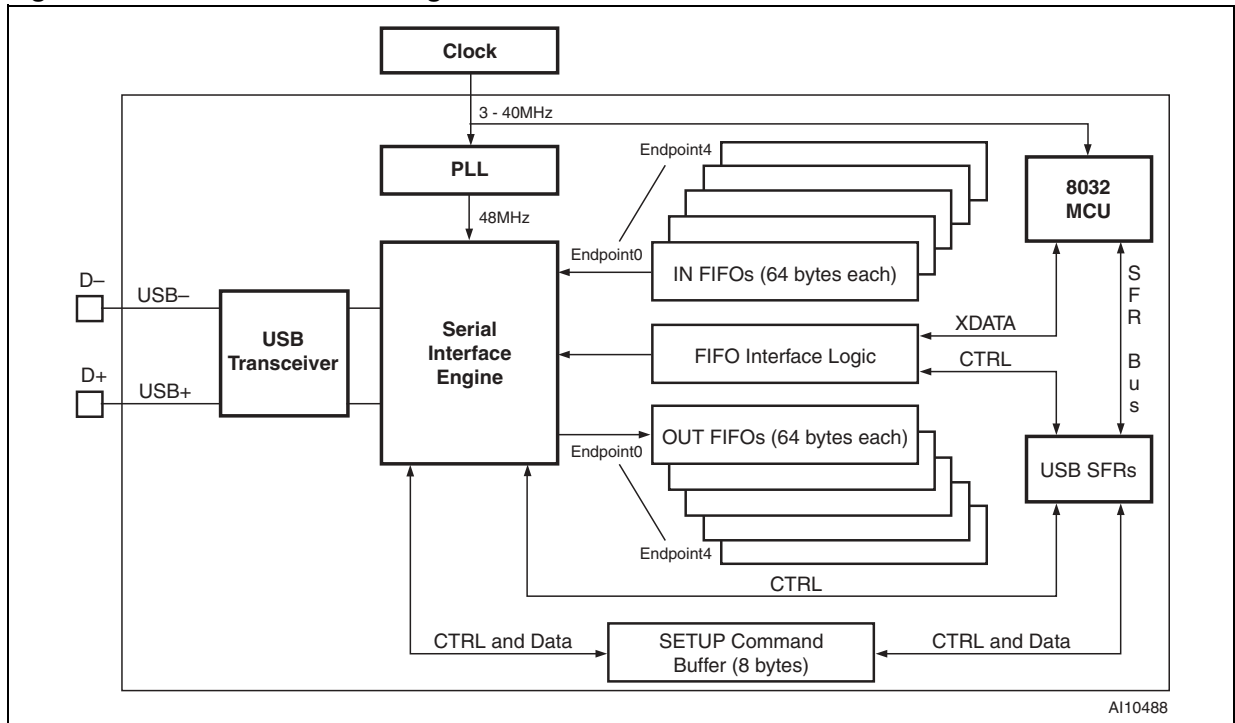 Clock
3 - 40MHz
PLL
48MHz
Endpoint4
Endpoint0
IN FIFOs (64 bytes each)
8032
MCU
D–
USB–
USB
Transceiver
Serial
Interface
Engine
FIFO Interface Logic
XDATA
CTRL
SFR Bus
D+
USB+
OUT FIFOs (64 bytes each)
Endpoint0
Endpoint4
USB SFRs
CTRL
CTRL and Data
SETUP Command
Buffer (8 bytes)
CTRL and Data
AI10488